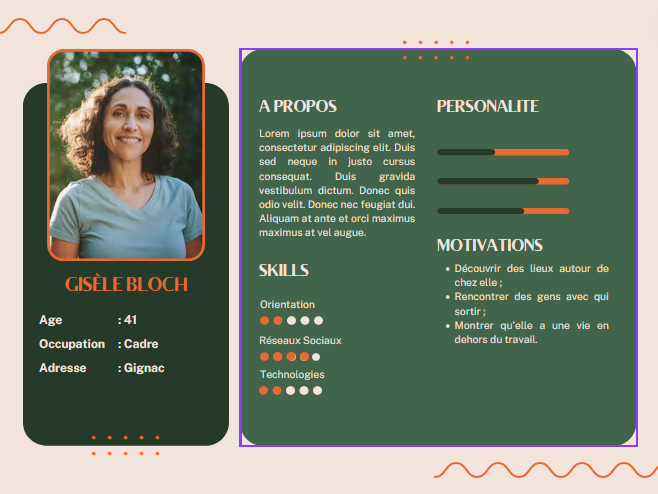 GISÈLE BLOCH
Age : 41
Occupation : Cadre
Adresse : Gignac
A PROPOS
Lorem ipsum dolor sit amet,
consectetur adipiscing elit. Duis
sed neque in justo cursus
consequat. Duis gravida
vestibulum dictum. Donec quis
odio velit. Donec nec feugiat dui.
Aliquam at ante et orci maximus
maximus at vel augue.
SKILLS
Orientation
Réseaux Sociaux
Technologies
PERSONALITE
MOTIVATIONS
• Découvrir des lieux autour de
chez elle ;
• Rencontrer des gens avec qui
sortir ;
• Montrer qu'elle a une vie en
dehors du travail.